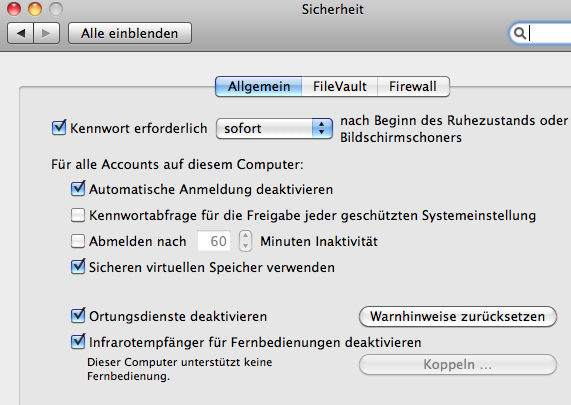 Sicherheit
Alle einblenden
Allgemein FileVault Firewall
Kennwort erforderlich sofort nach Beginn des Ruhezustands oder
Bildschirmschoners
Für alle Accounts auf diesem Computer:
Automatische Anmeldung deaktivieren
Kennwortabfrage für die Freigabe jeder geschützten Systemeinstellung
Abmelden nach 60 Minuten Inaktivität
Sicheren virtuellen Speicher verwenden
Ortungsdienste deaktivieren Warnhinweise zurücksetzen
Infrarotempfänger für Fernbedienungen deaktivieren
Dieser Computer unterstützt keine
Fernbedienung.
Koppeln ...